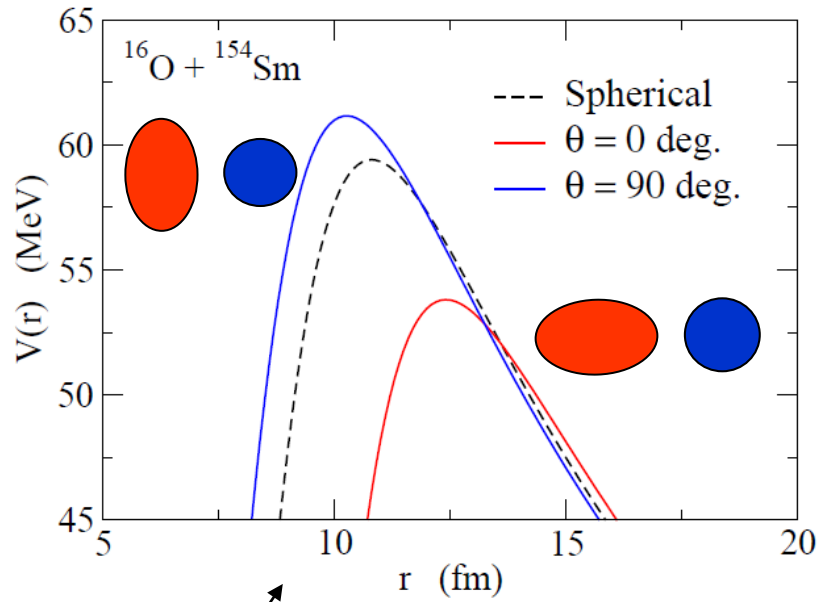 65
60
55
50
45
V(r) (MeV)
¹⁶O + ¹⁵⁴Sm
Spherical
θ = 0 deg.
θ = 90 deg.
5
10
15
20
r (fm)